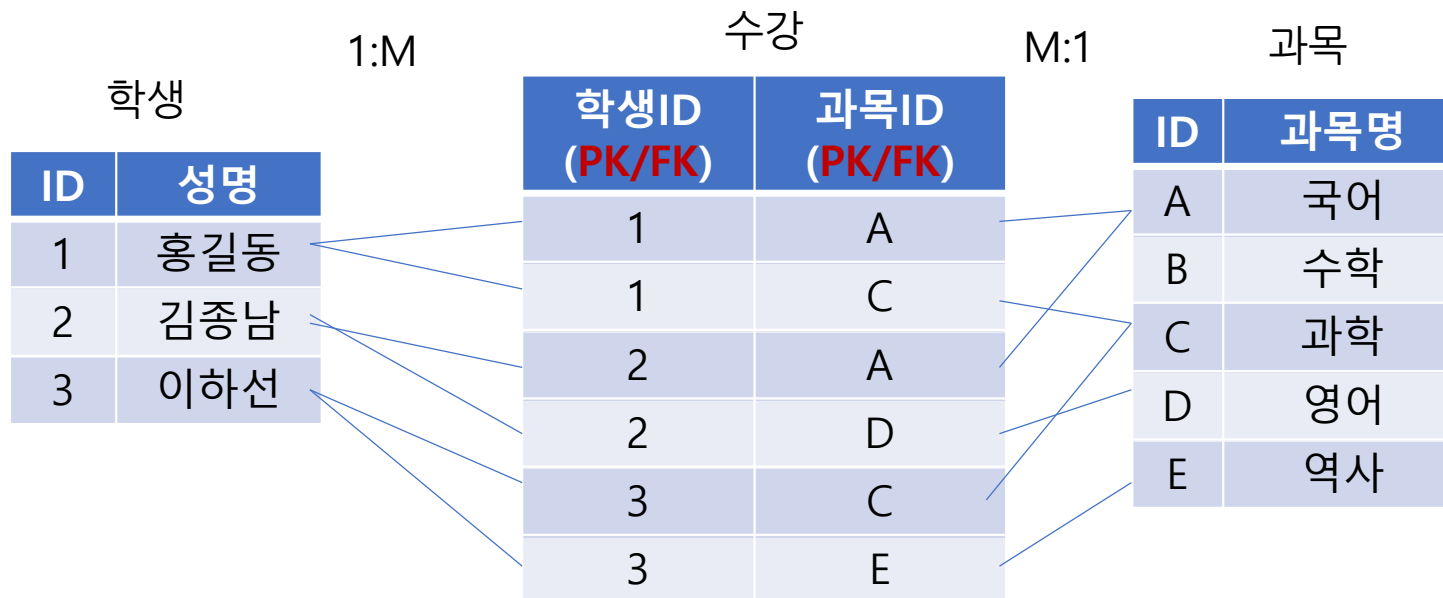 1:M
수강
M:1
과목
학생
학생ID 과목ID
(PK/FK) (PK/FK)
ID 과목명
ID 성명
A 국어
1 A
1 홍길동
B 수학
1 C
2 김종남
C 과학
2 A
3 이하선
D 영어
2 D
E 역사
3 C
3 E